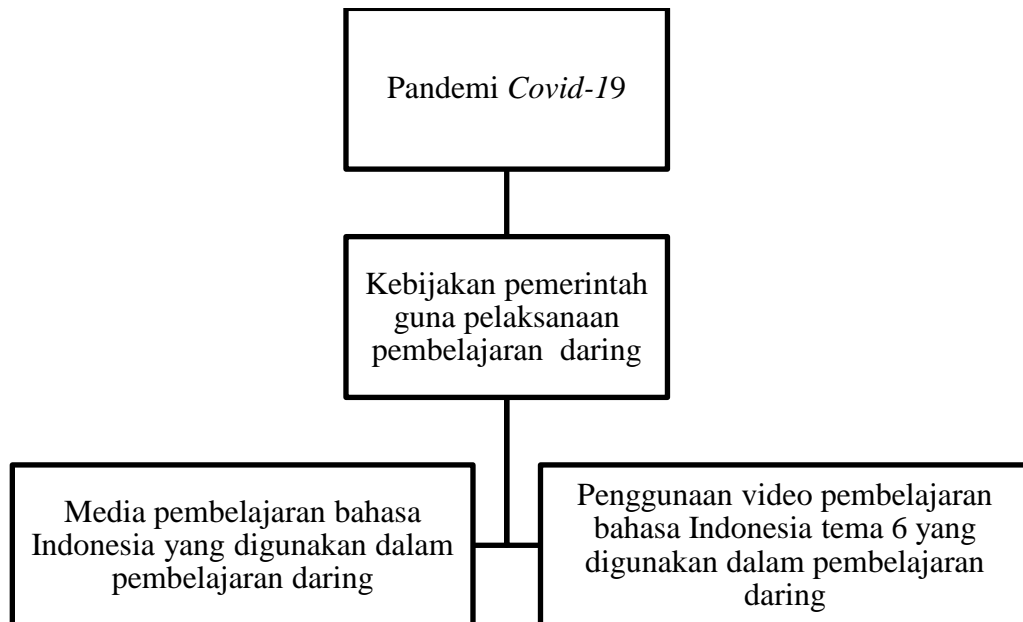 Pandemi Covid-19
Kebijakan pemerintah
guna pelaksanaan
pembelajaran  daring
Media pembelajaran bahasa
Indonesia yang digunakan dalam
pembelajaran daring
Penggunaan video pembelajaran
bahasa Indonesia tema 6 yang
digunakan dalam pembelajaran
daring